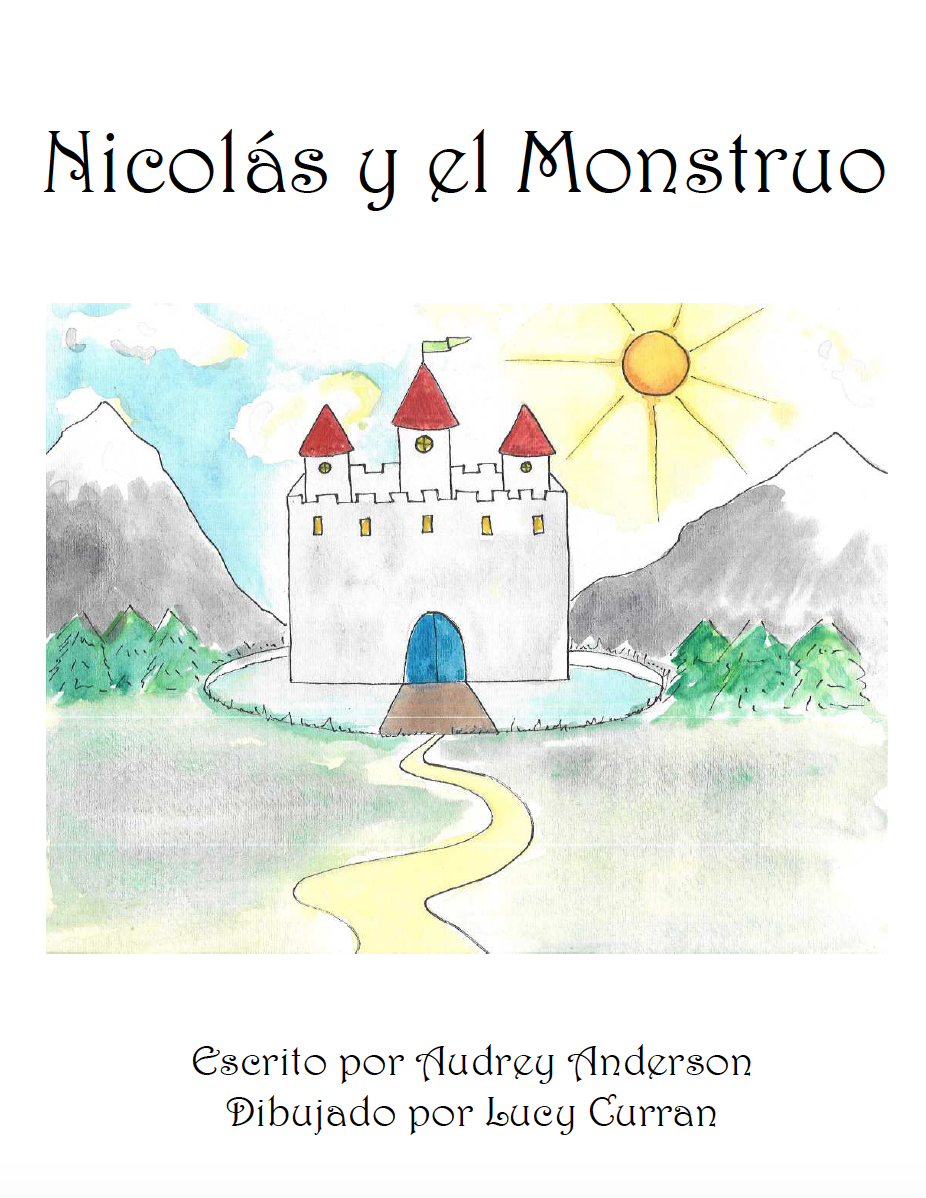 Nicolás y el Monstruo
Escrito por Audrey Anderson
Dibujado por Lucy Curran